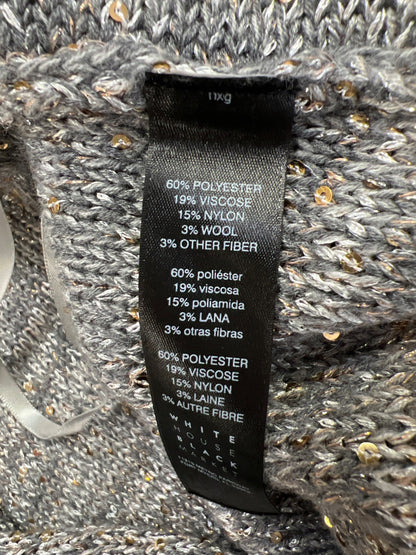 60% POLYESTER
19% VISCOSE
15% NYLON
3% WOOL
3% OTHER FIBER
60% poliéster
19% viscosa
15% poliamida
3% LANA
3% otras fibras
60% POLYESTER
19% VISCOSE
15% NYLON
3% LAINE
3% AUTRE FIBRE
WHITE
HOUSE
BLACK
MARKET